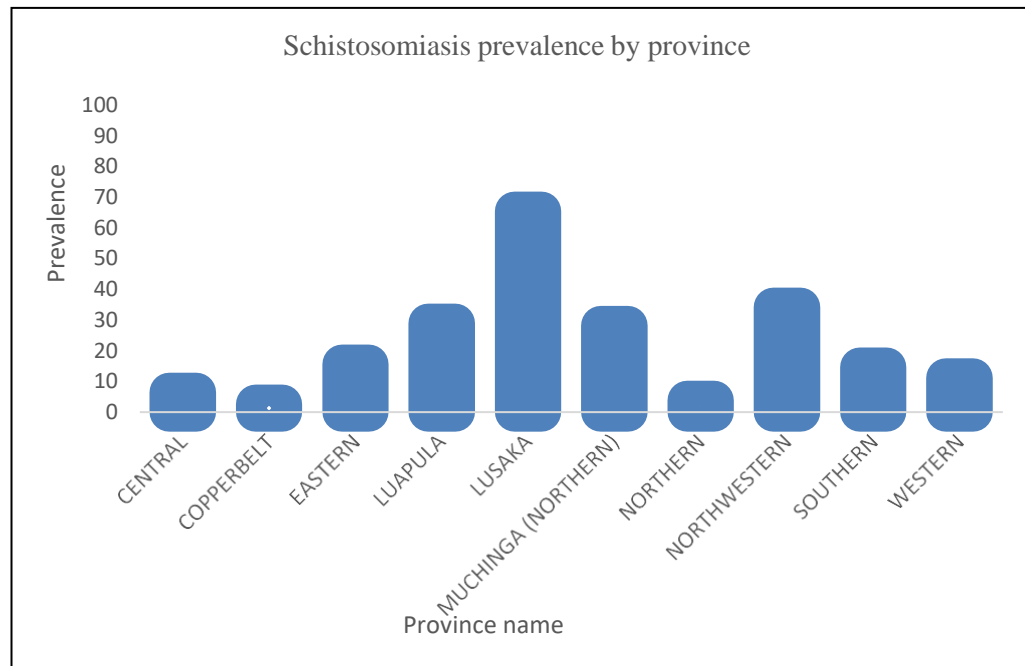 Schistosomiasis prevalence by province
Prevalence
100
90
80
70
60
50
40
30
20
10
0
CENTRAL
COPPERBELT
EASTERN
LUAPULA
LUSAKA
MUCHINGA (NORTHERN)
NORTHERN
NORTHWESTERN
SOUTHERN
WESTERN
Province name